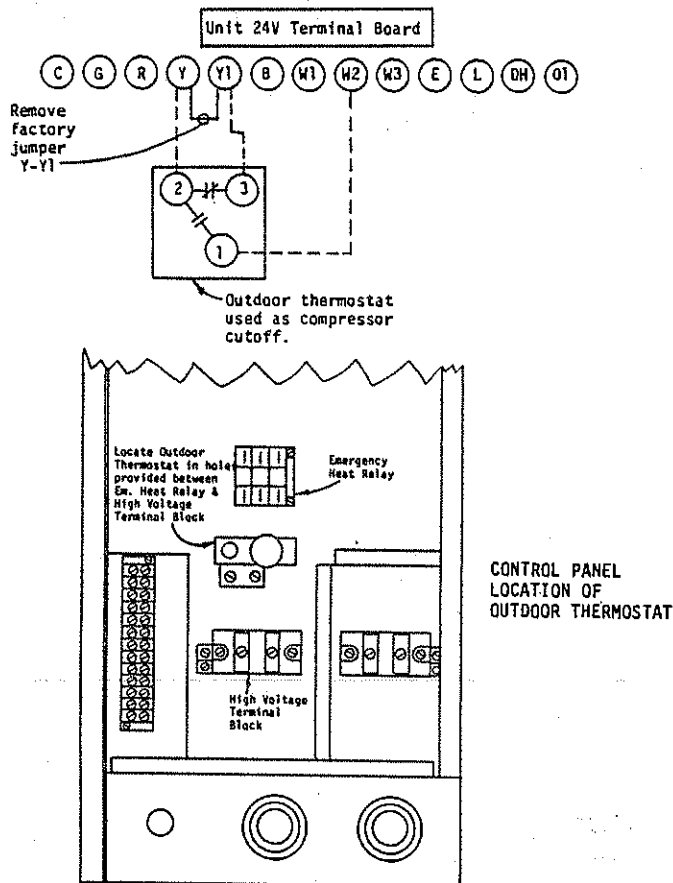 Unit 24V Terminal Board
C G R Y Y1 B W1 W2 W3 E L DH O1
Remove
factory
jumper
Y-Y1
2 3
1
Outdoor thermostat
used as compressor
cutoff.
Locate Outdoor
Thermostat in hole
provided between
Em. Heat Relay &
High Voltage
Terminal Block
Emergency
Heat Relay
CONTROL PANEL
LOCATION OF
OUTDOOR THERMOSTAT
High Voltage
Terminal
Block